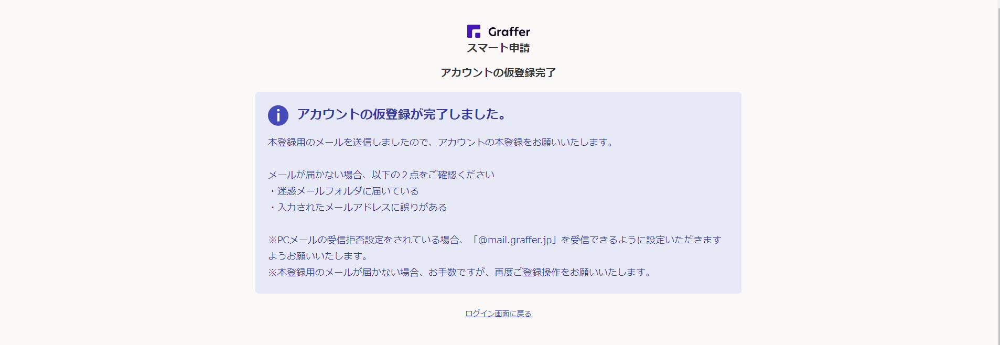 Graffer
スマート申請
アカウントの仮登録完了
アカウントの仮登録が完了しました。
本登録用のメールを送信しましたので、アカウントの本登録をお願いいたします。
メールが届かない場合、以下の２点をご確認ください
・迷惑メールフォルダに届いている
・入力されたメールアドレスに誤りがある
※PCメールの受信拒否設定をされている場合、「@mail.graffer.jp」を受信できるように設定いただきます
ようお願いいたします。
※本登録用のメールが届かない場合、お手数ですが、再度ご登録操作をお願いいたします。
ログイン画面に戻る